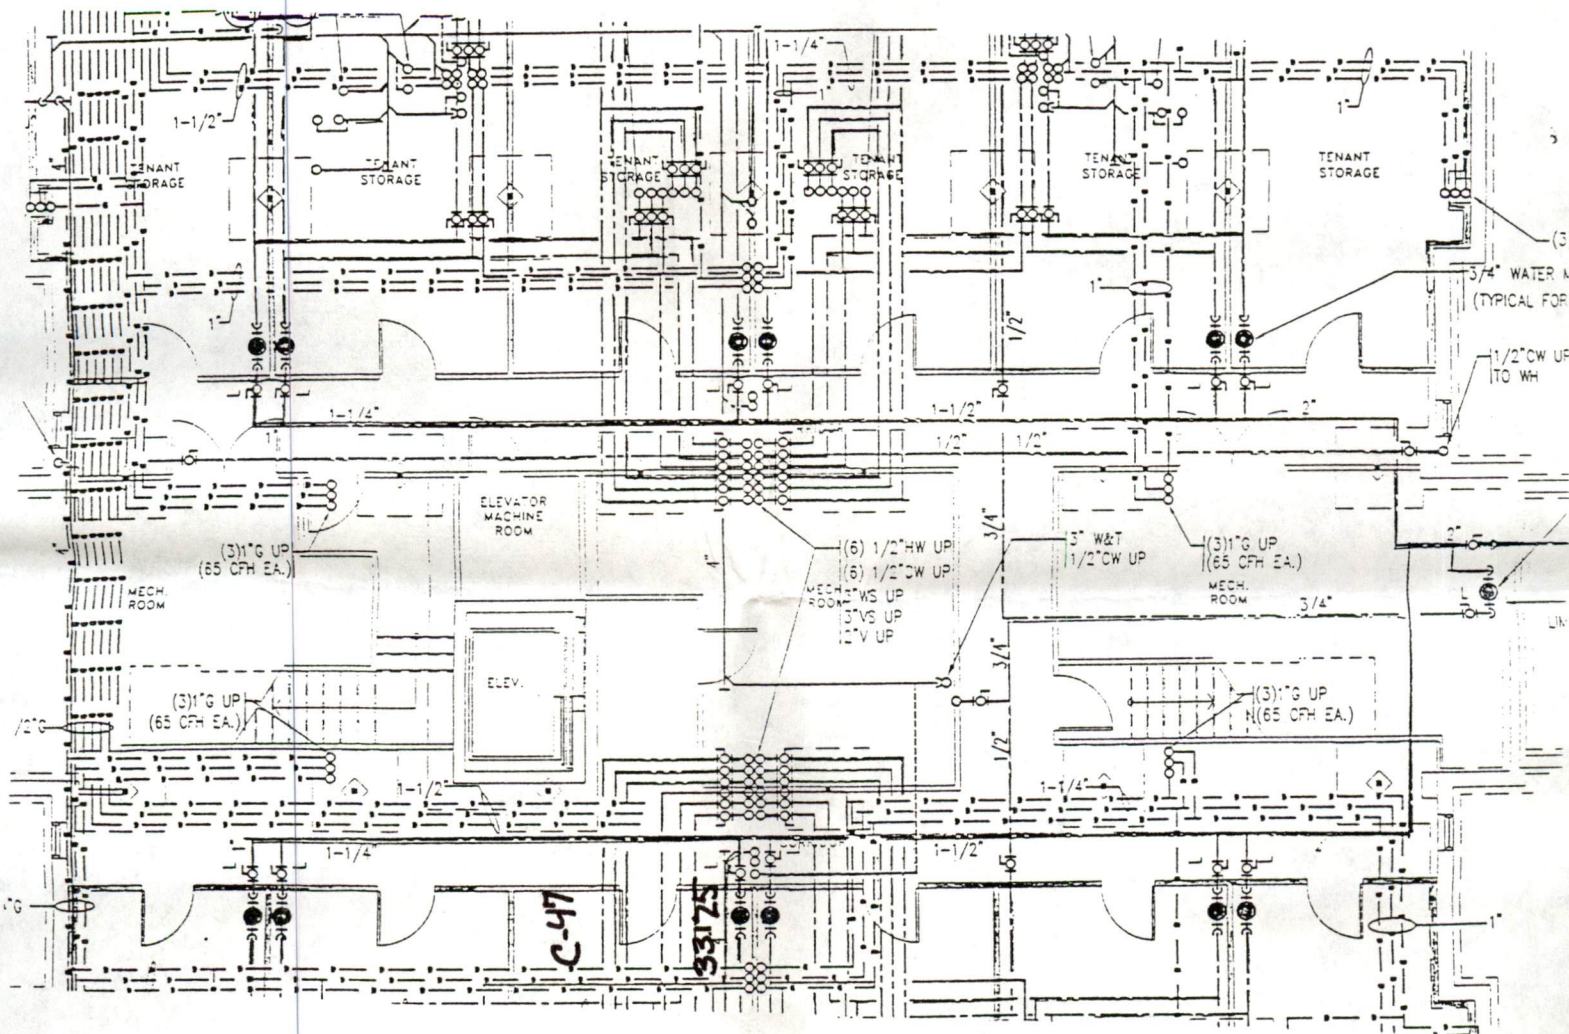 1-1/4"
1-1/2"
1"
4"
TENANT
STORAGE
TENANT
STORAGE
TENANT
STORAGE
TENANT
STORAGE
TENANT
STORAGE
TENANT
STORAGE
(3
3/4" WATER M
(TYPICAL FOR
1"
1"
1/2"
1/2"CW UP
TO WH
1-1/4"
1-1/2"
2"
1"
1/2"
1/2"
ELEVATOR
MACHINE
ROOM
3/4"
2"
4"
(3)1"G UP
(65 CFH EA.)
4"
(6) 1/2"HW UP
(6) 1/2"CW UP
3"WS UP
3"VS UP
2"V UP
MECH.
ROOM
3" W&T
1/2"CW UP
(3)1"G UP
(65 CFH EA.)
MECH.
ROOM
MECH.
ROOM
3/4"
3/4"
ELEV.
(3)1"G UP
(65 CFH EA.)
(3)1"G UP
(65 CFH EA.)
/2"G
1/2"
1-1/2"
1-1/4"
1-1/4"
1-1/2"
C-47
33.175
"G
1"